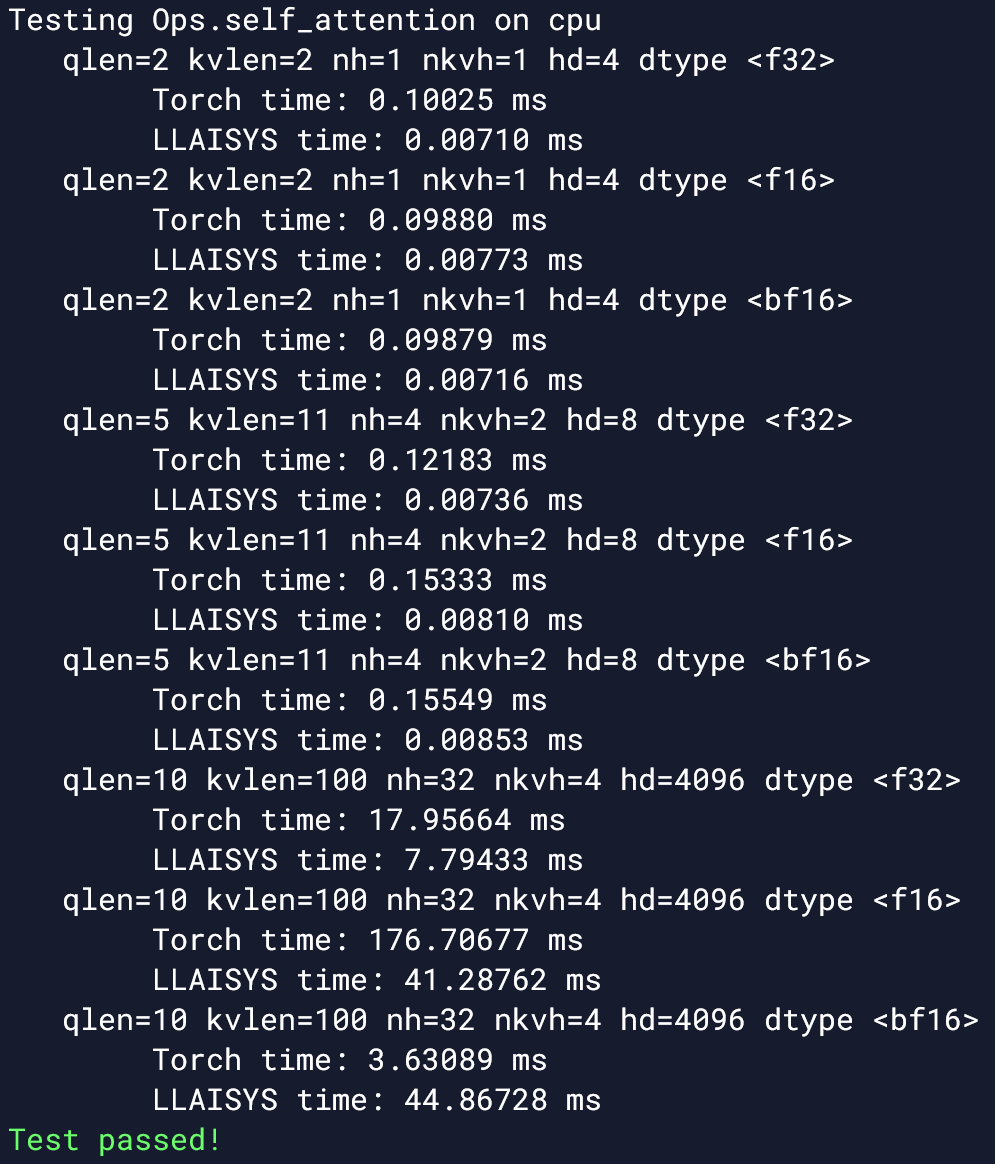 Testing Ops.self_attention on cpu
   qlen=2 kvlen=2 nh=1 nkvh=1 hd=4 dtype <f32>
        Torch time: 0.10025 ms
        LLAISYS time: 0.00710 ms
   qlen=2 kvlen=2 nh=1 nkvh=1 hd=4 dtype <f16>
        Torch time: 0.09880 ms
        LLAISYS time: 0.00773 ms
   qlen=2 kvlen=2 nh=1 nkvh=1 hd=4 dtype <bf16>
        Torch time: 0.09879 ms
        LLAISYS time: 0.00716 ms
   qlen=5 kvlen=11 nh=4 nkvh=2 hd=8 dtype <f32>
        Torch time: 0.12183 ms
        LLAISYS time: 0.00736 ms
   qlen=5 kvlen=11 nh=4 nkvh=2 hd=8 dtype <f16>
        Torch time: 0.15333 ms
        LLAISYS time: 0.00810 ms
   qlen=5 kvlen=11 nh=4 nkvh=2 hd=8 dtype <bf16>
        Torch time: 0.15549 ms
        LLAISYS time: 0.00853 ms
   qlen=10 kvlen=100 nh=32 nkvh=4 hd=4096 dtype <f32>
        Torch time: 17.95664 ms
        LLAISYS time: 7.79433 ms
   qlen=10 kvlen=100 nh=32 nkvh=4 hd=4096 dtype <f16>
        Torch time: 176.70677 ms
        LLAISYS time: 41.28762 ms
   qlen=10 kvlen=100 nh=32 nkvh=4 hd=4096 dtype <bf16>
        Torch time: 3.63089 ms
        LLAISYS time: 44.86728 ms
Test passed!